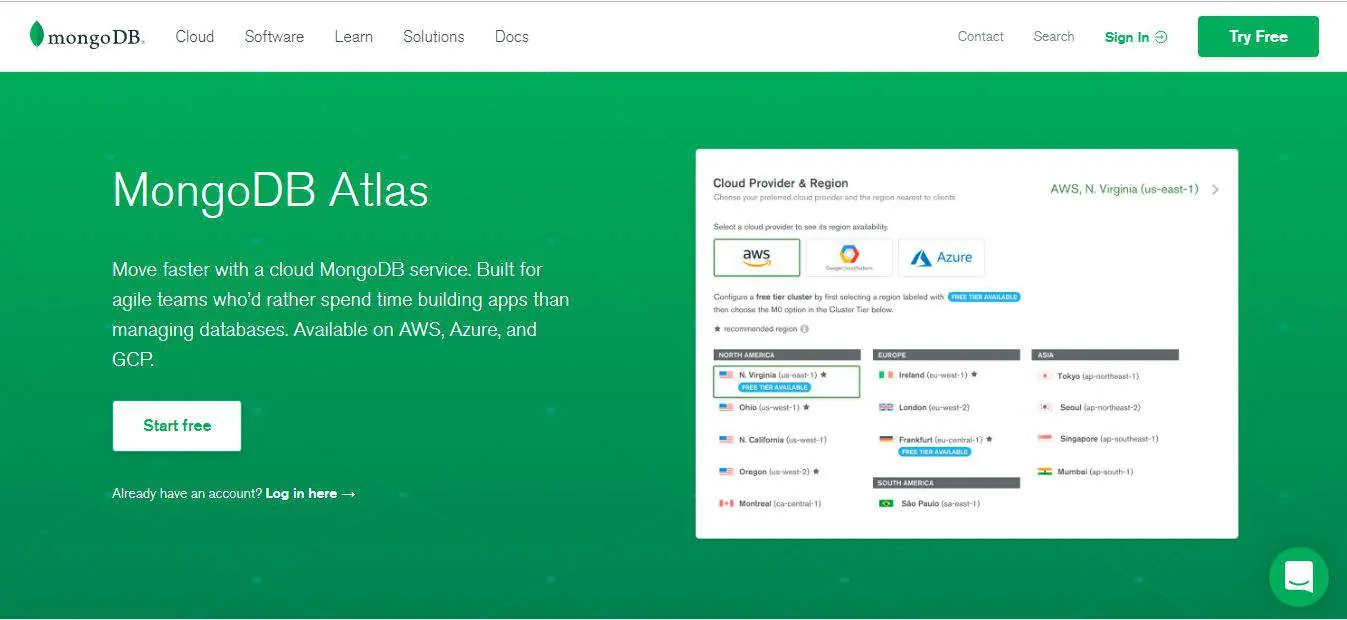 mongoDB.
Cloud
Software
Learn
Solutions
Docs
Contact
Search
Sign In
Try Free
MongoDB Atlas
Move faster with a cloud MongoDB service. Built for
agile teams who'd rather spend time building apps than
managing databases. Available on AWS, Azure, and
GCP.
Start free
Already have an account? Log in here →
Cloud Provider & Region
AWS, N. Virginia (us-east-1)
Choose your preferred cloud provider and the region nearest to clients
Select a cloud provider to see its region availability.
aws
Google Cloud Platform
Azure
Configure a free tier cluster by first selecting a region labeled with FREE TIER AVAILABLE
then choose the M0 option in the Cluster Tier below.
★ recommended region
NORTH AMERICA
N. Virginia (us-east-1) ★
FREE TIER AVAILABLE
Ohio (us-west-1) ★
N. California (us-west-1)
Oregon (us-west-2) ★
Montreal (ca-central-1)
EUROPE
Ireland (eu-west-1) ★
London (eu-west-2)
Frankfurt (eu-central-1) ★
FREE TIER AVAILABLE
SOUTH AMERICA
São Paulo (sa-east-1)
ASIA
Tokyo (ap-northeast-1)
Seoul (ap-northeast-2)
Singapore (ap-southeast-1)
Mumbai (ap-south-1)